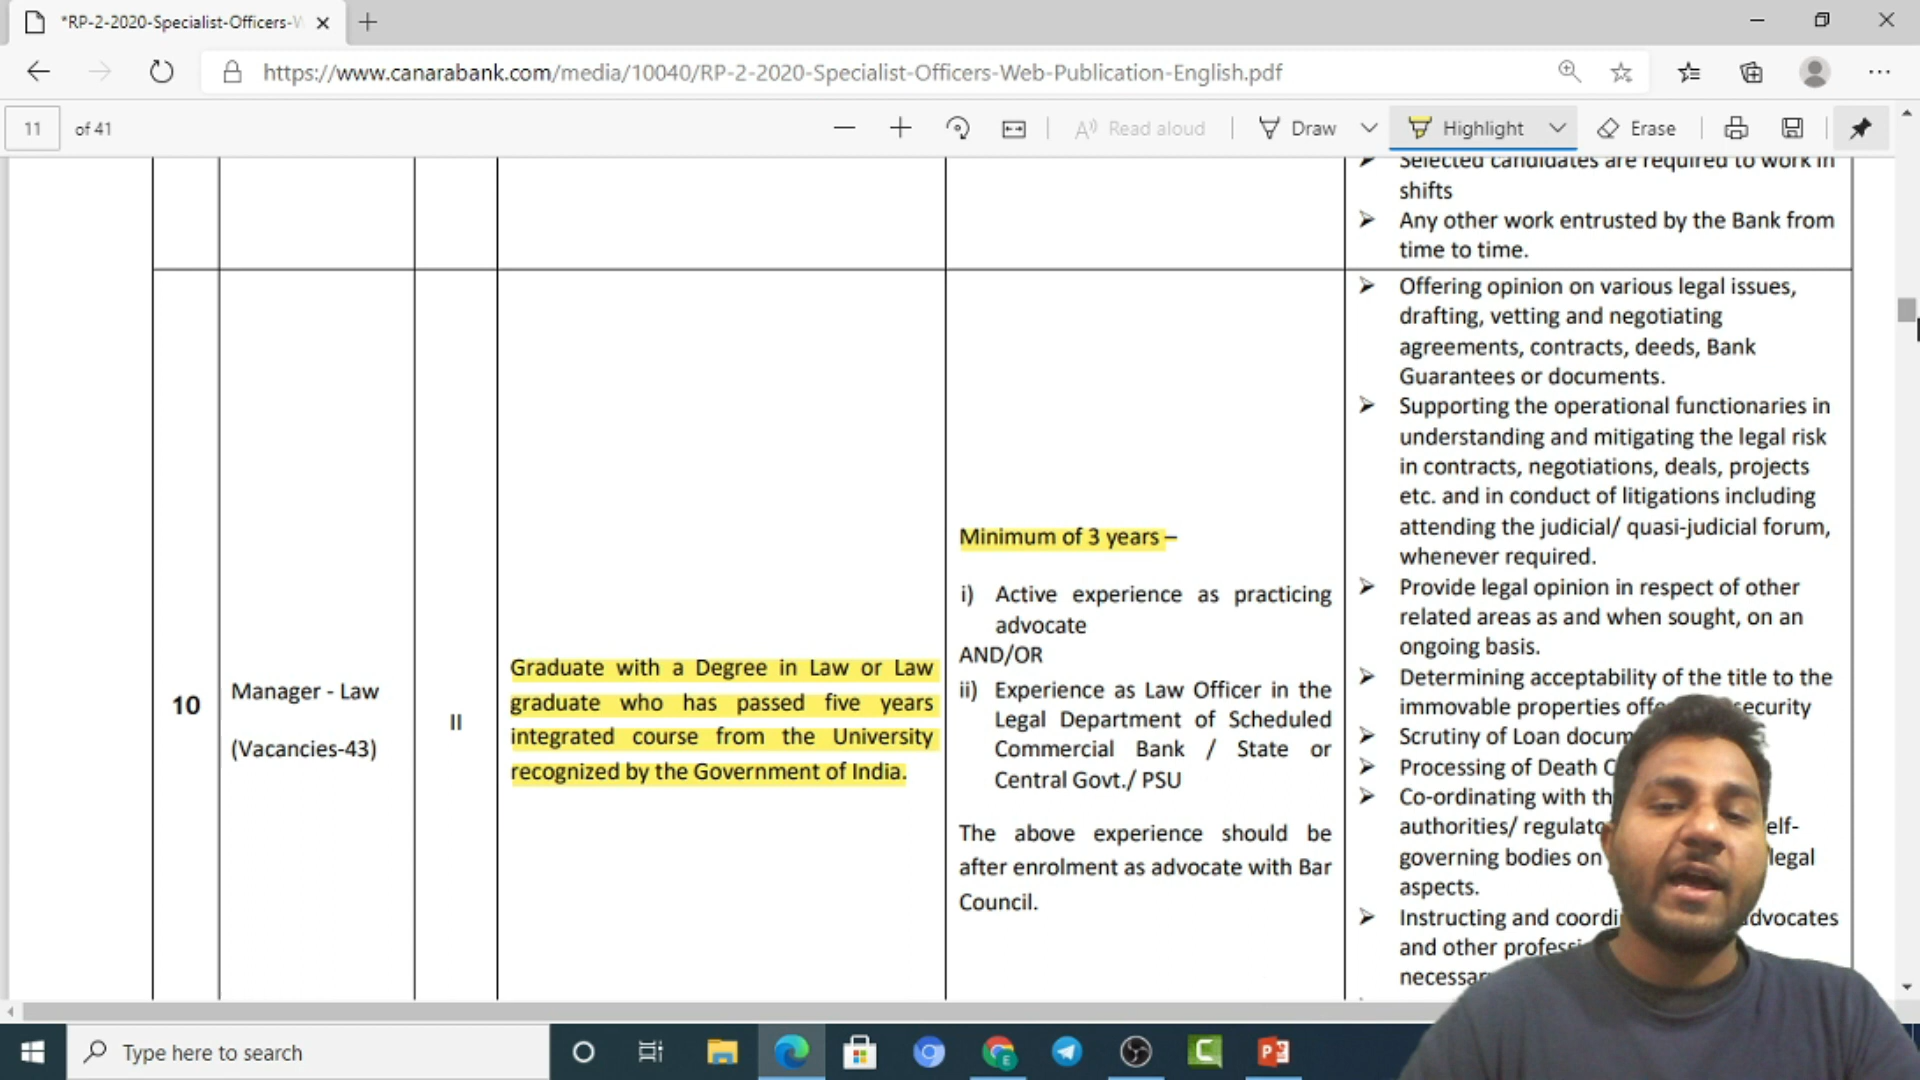 *RP-2-2020-Specialist-Officers-W
https://www.canarabank.com/media/10040/RP-2-2020-Specialist-Officers-Web-Publication-English.pdf
11 of 41
Read aloud
Draw
Highlight
Erase
Selected candidates are required to work in
shifts
Any other work entrusted by the Bank from
time to time.
10
Manager - Law
(Vacancies-43)
II
Graduate with a Degree in Law or Law
graduate who has passed five years
integrated course from the University
recognized by the Government of India.
Minimum of 3 years –
i) Active experience as practicing
advocate
AND/OR
ii) Experience as Law Officer in the
Legal Department of Scheduled
Commercial Bank / State or
Central Govt./ PSU
The above experience should be
after enrolment as advocate with Bar
Council.
Offering opinion on various legal issues,
drafting, vetting and negotiating
agreements, contracts, deeds, Bank
Guarantees or documents.
Supporting the operational functionaries in
understanding and mitigating the legal risk
in contracts, negotiations, deals, projects
etc. and in conduct of litigations including
attending the judicial/ quasi-judicial forum,
whenever required.
Provide legal opinion in respect of other
related areas as and when sought, on an
ongoing basis.
Determining acceptability of the title to the
immovable properties security
Scrutiny of Loan
Processing of Death
Co-ordinating with
authorities/
governing bodies on legal
aspects.
Instructing and
and other
Type here to search